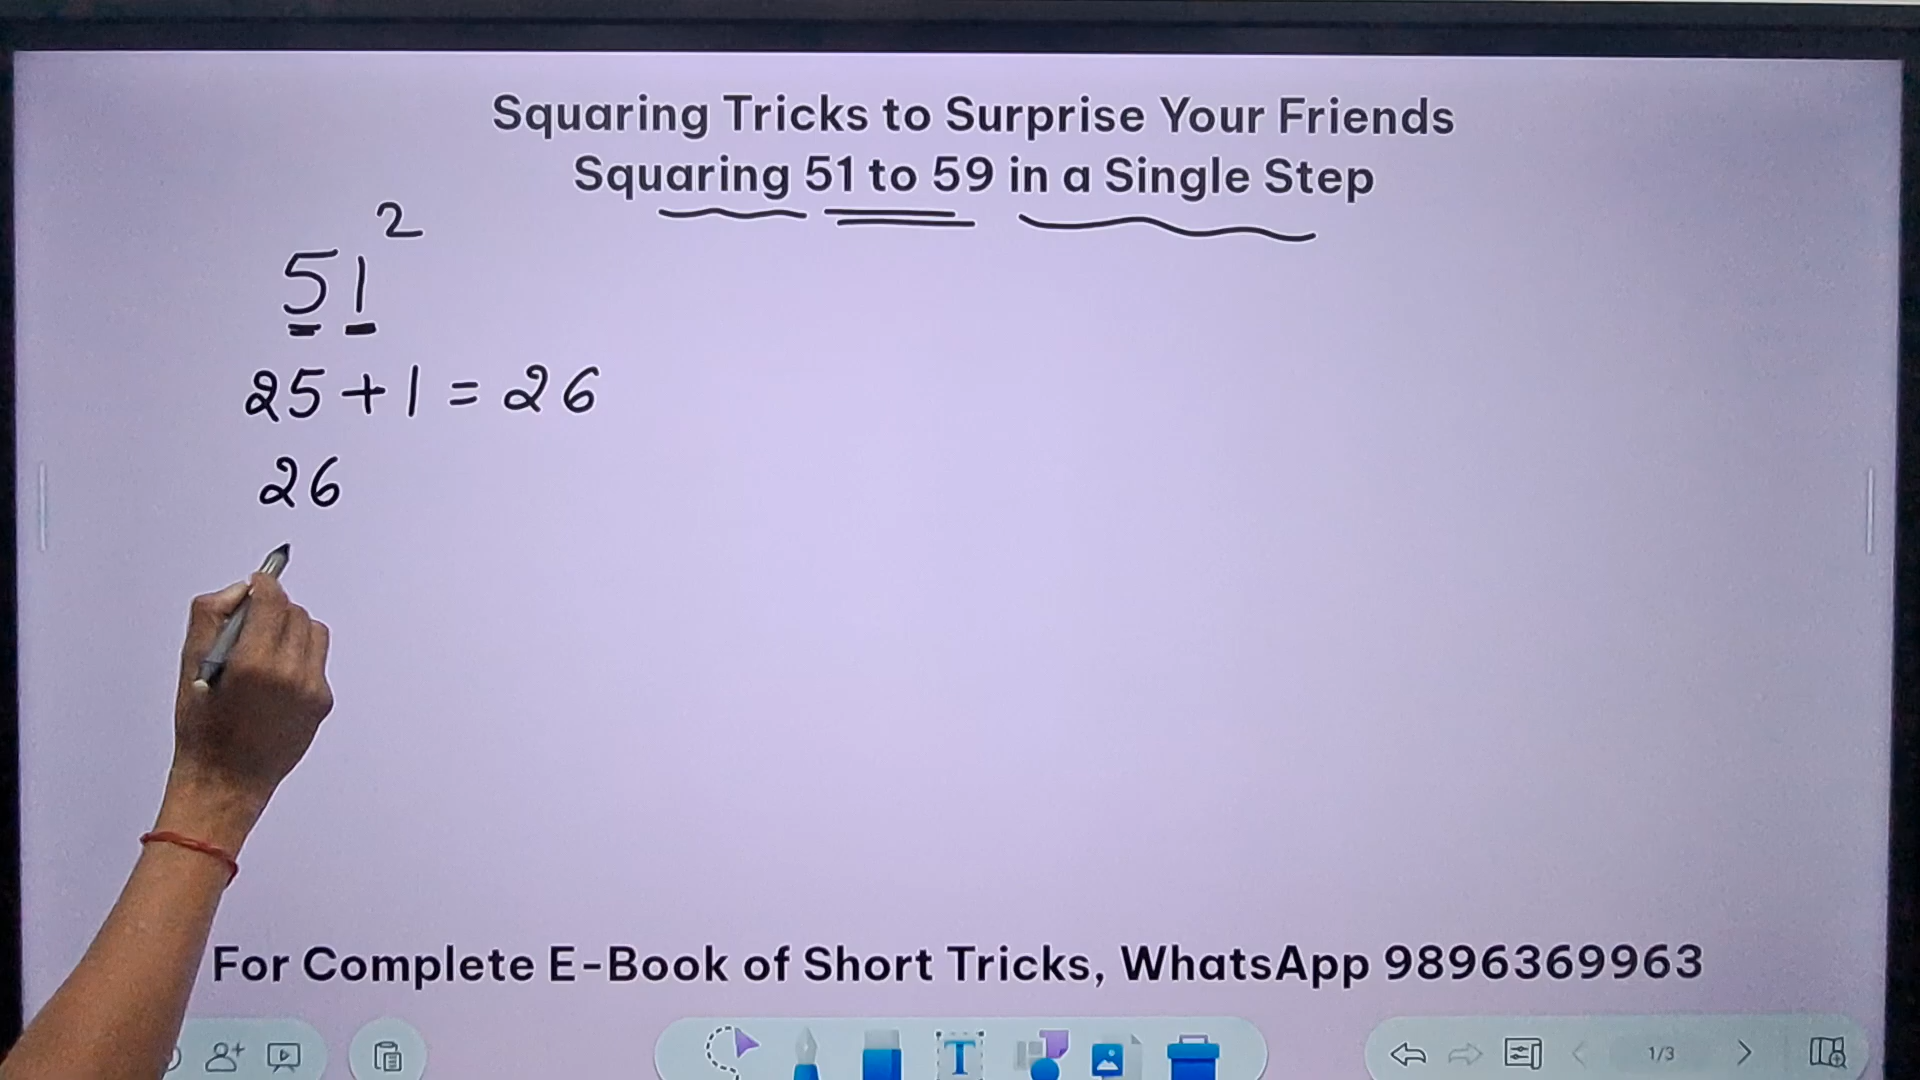 Squaring Tricks to Surprise Your Friends
Squaring 51 to 59 in a Single Step
51²
25 + 1 = 26
26
For Complete E-Book of Short Tricks, WhatsApp 9896369963
T
1/3